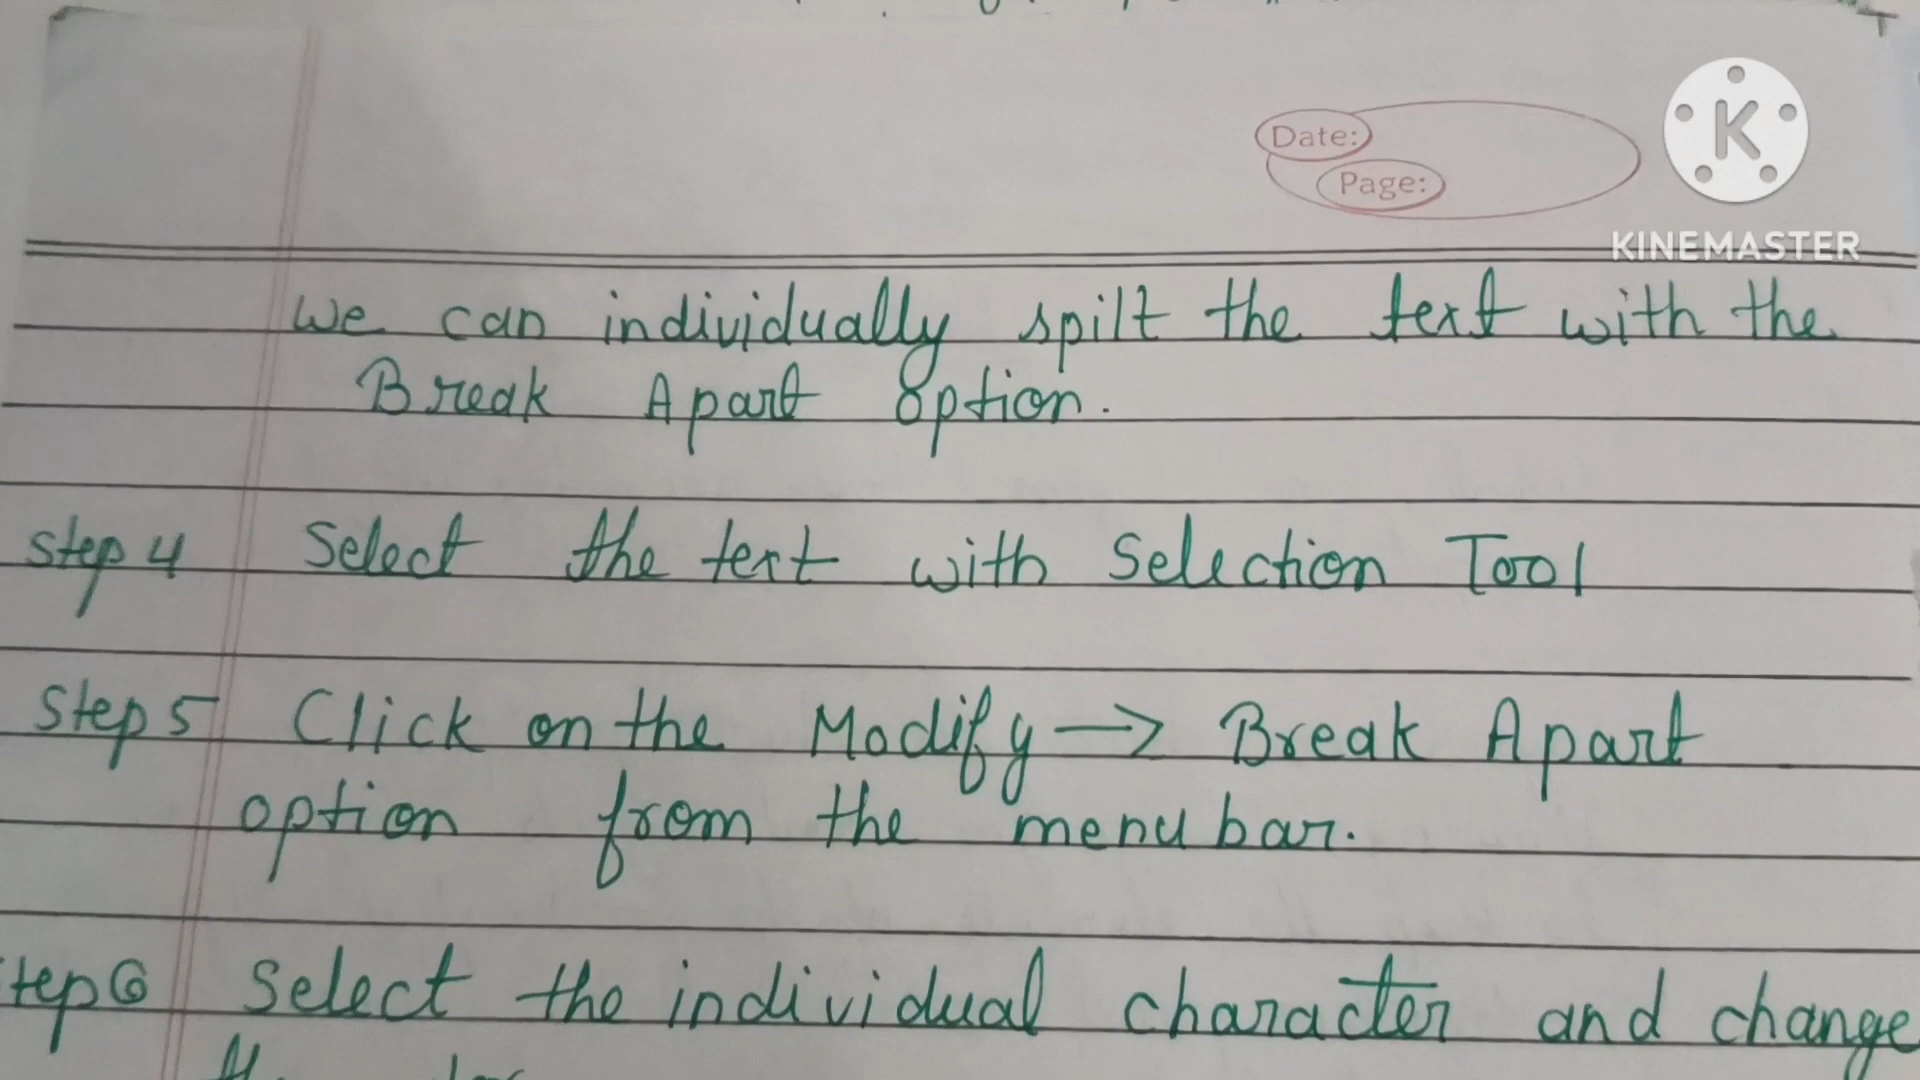 Date:
Page:
K
KINEMASTER
We can individually spilt the text with the
Break Apart option.
Step 4 Select the text with Selection Tool
Step 5 Click on the Modify → Break Apart
option from the menu bar.
tep 6 Select the individual character and change